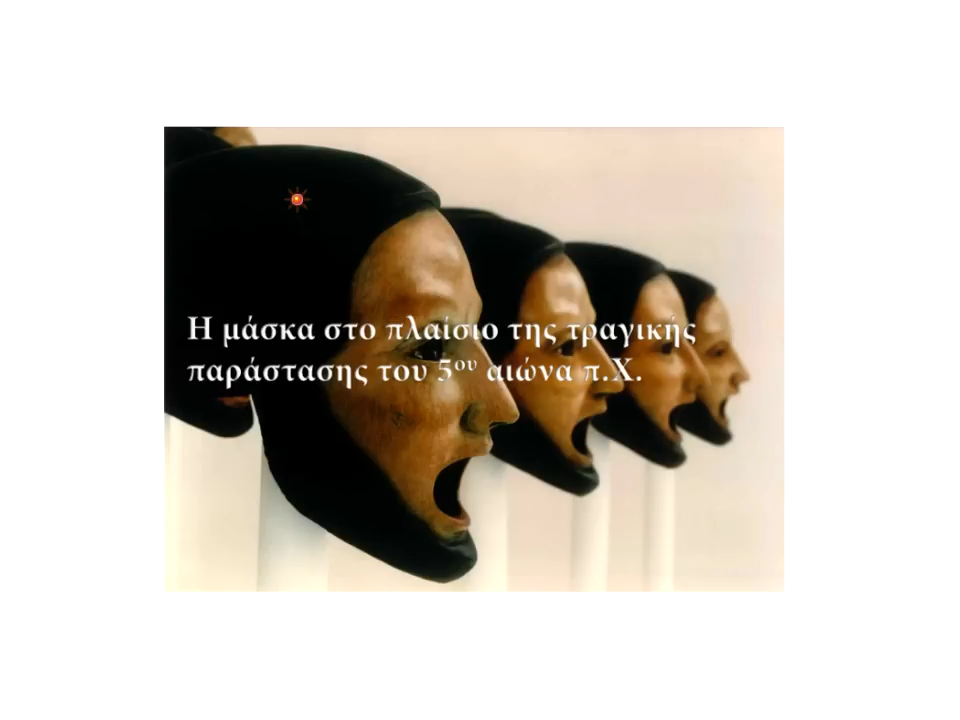 Η μάσκα στο πλαίσιο της τραγικής
παράστασης του 5ου αιώνα π.Χ.